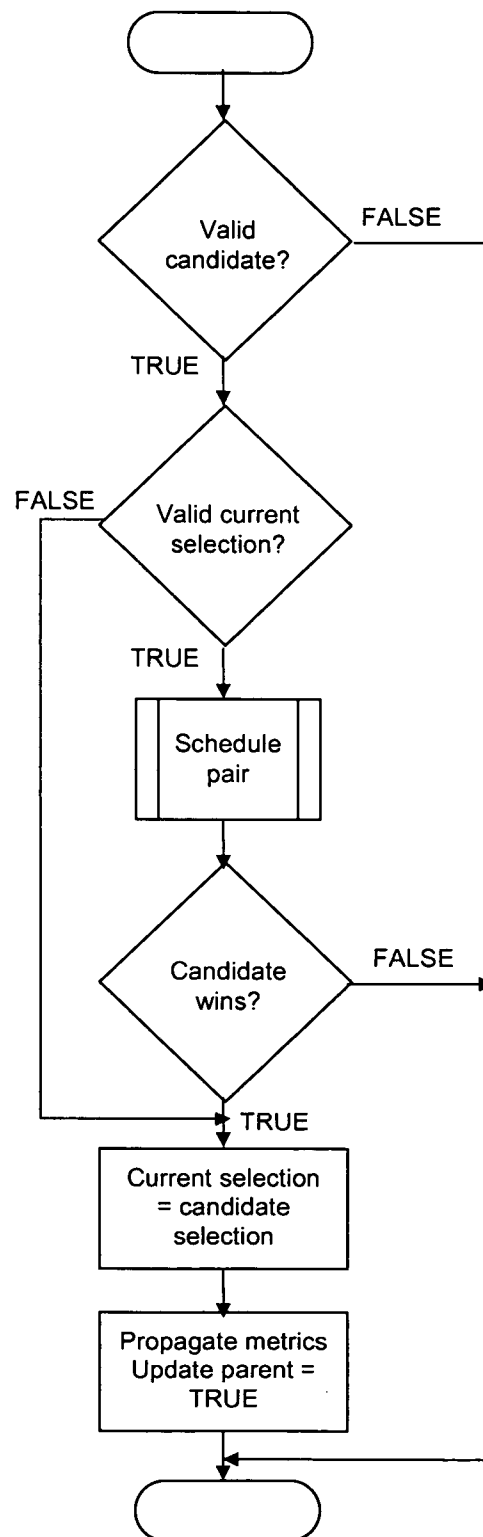 Valid
candidate?
FALSE
TRUE
FALSE
Valid current
selection?
TRUE
Schedule
pair
Candidate
wins?
FALSE
TRUE
Current selection
= candidate
selection
Propagate metrics
Update parent =
TRUE